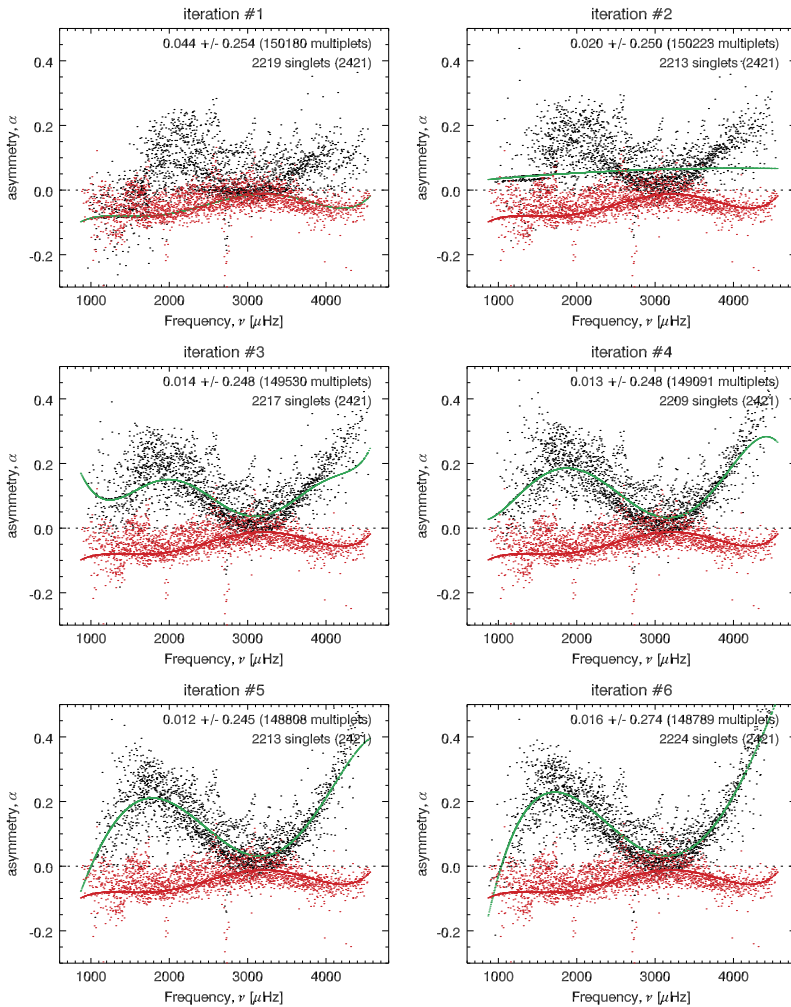 iteration #1
0.044 +/- 0.254 (150180 multiplets)
2219 singlets (2421)
asymmetry, α
0.4
0.2
0.0
-0.2
1000 2000 3000 4000
Frequency, ν [μHz]
iteration #2
0.020 +/- 0.250 (150223 multiplets)
2213 singlets (2421)
asymmetry, α
0.4
0.2
0.0
-0.2
1000 2000 3000 4000
Frequency, ν [μHz]
iteration #3
0.014 +/- 0.248 (149530 multiplets)
2217 singlets (2421)
asymmetry, α
0.4
0.2
0.0
-0.2
1000 2000 3000 4000
Frequency, ν [μHz]
iteration #4
0.013 +/- 0.248 (149091 multiplets)
2209 singlets (2421)
asymmetry, α
0.4
0.2
0.0
-0.2
1000 2000 3000 4000
Frequency, ν [μHz]
iteration #5
0.012 +/- 0.245 (148808 multiplets)
2213 singlets (2421)
asymmetry, α
0.4
0.2
0.0
-0.2
1000 2000 3000 4000
Frequency, ν [μHz]
iteration #6
0.016 +/- 0.274 (148789 multiplets)
2224 singlets (2421)
asymmetry, α
0.4
0.2
0.0
-0.2
1000 2000 3000 4000
Frequency, ν [μHz]